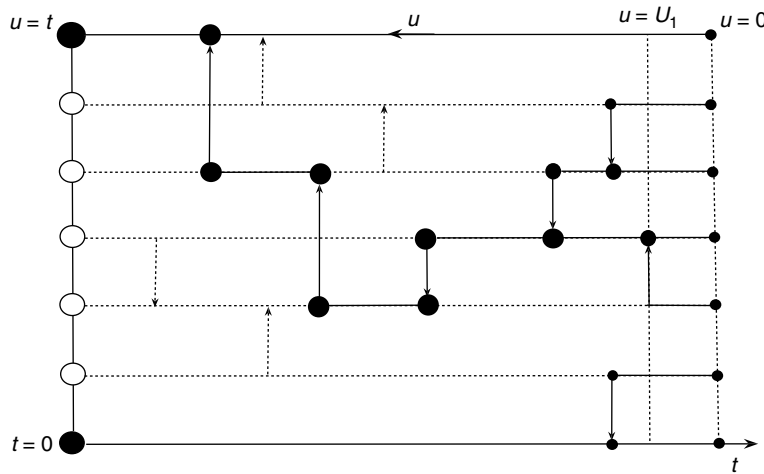 u = t
u
u = U₁
u = 0
t = 0
t